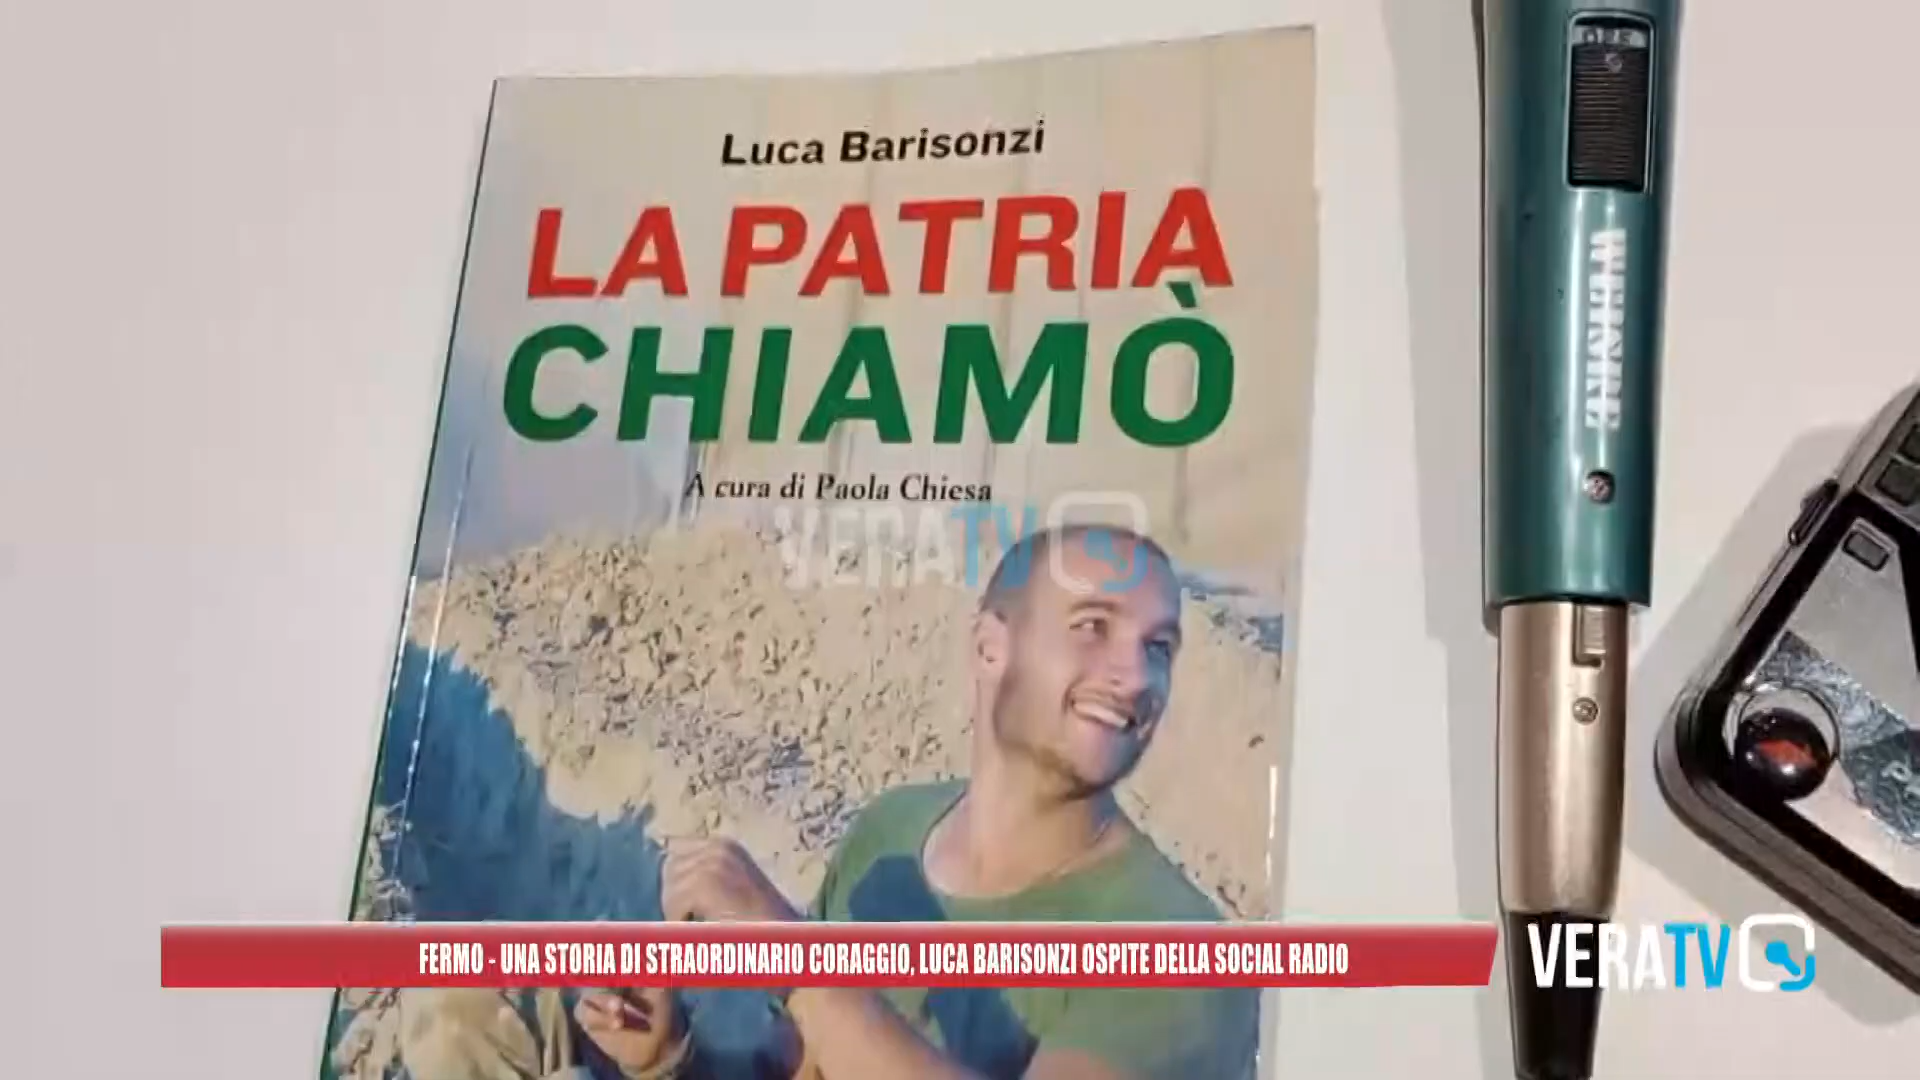 Luca Barisonzi
LA PATRIA
CHIAMÒ
A cura di Paola Chiesa
VERATV
FERMO - UNA STORIA DI STRAORDINARIO CORAGGIO, LUCA BARISONZI OSPITE DELLA SOCIAL RADIO
VERATV